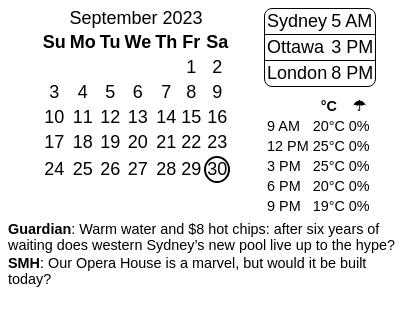 September 2023
Su Mo Tu We Th Fr Sa
1 2
3 4 5 6 7 8 9
10 11 12 13 14 15 16
17 18 19 20 21 22 23
24 25 26 27 28 29 30
Sydney 5 AM
Ottawa 3 PM
London 8 PM
°C ☂
9 AM 20°C 0%
12 PM 25°C 0%
3 PM 25°C 0%
6 PM 20°C 0%
9 PM 19°C 0%
Guardian: Warm water and $8 hot chips: after six years of
waiting does western Sydney’s new pool live up to the hype?
SMH: Our Opera House is a marvel, but would it be built
today?